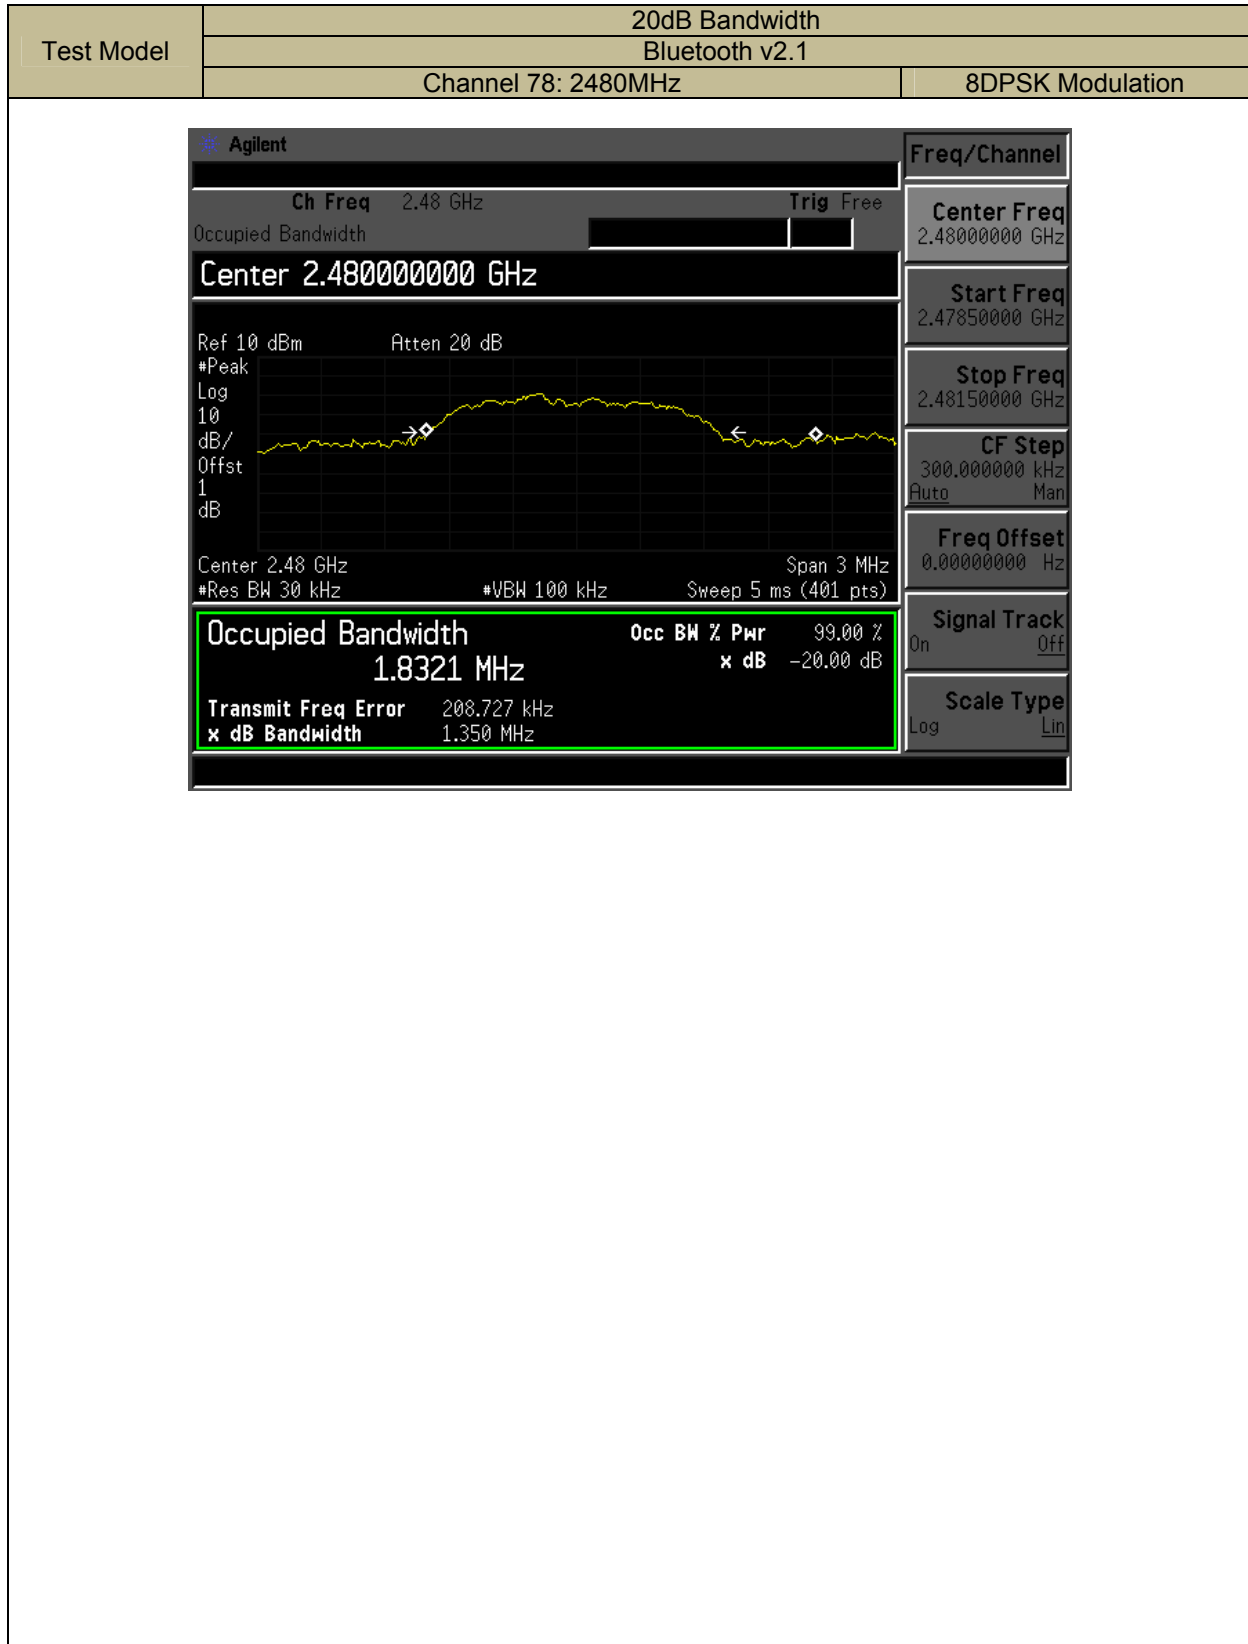 Test Model
20dB Bandwidth
Bluetooth v2.1
Channel 78: 2480MHz
8DPSK Modulation
Agilent
Freq/Channel
Ch Freq 2.48 GHz
Trig Free
Occupied Bandwidth
Center 2.480000000 GHz
Center Freq
2.48000000 GHz
Start Freq
2.47850000 GHz
Stop Freq
2.48150000 GHz
CF Step
300.000000 kHz
Auto Man
Freq Offset
0.00000000 Hz
Signal Track
On Off
Scale Type
Log Lin
Ref 10 dBm
Atten 20 dB
#Peak
Log
10
dB/
Offst
1
dB
Center 2.48 GHz
Span 3 MHz
#Res BW 30 kHz
#VBW 100 kHz
Sweep 5 ms (401 pts)
Occupied Bandwidth
1.8321 MHz
Occ BW % Pwr 99.00 %
x dB -20.00 dB
Transmit Freq Error 208.727 kHz
x dB Bandwidth 1.350 MHz